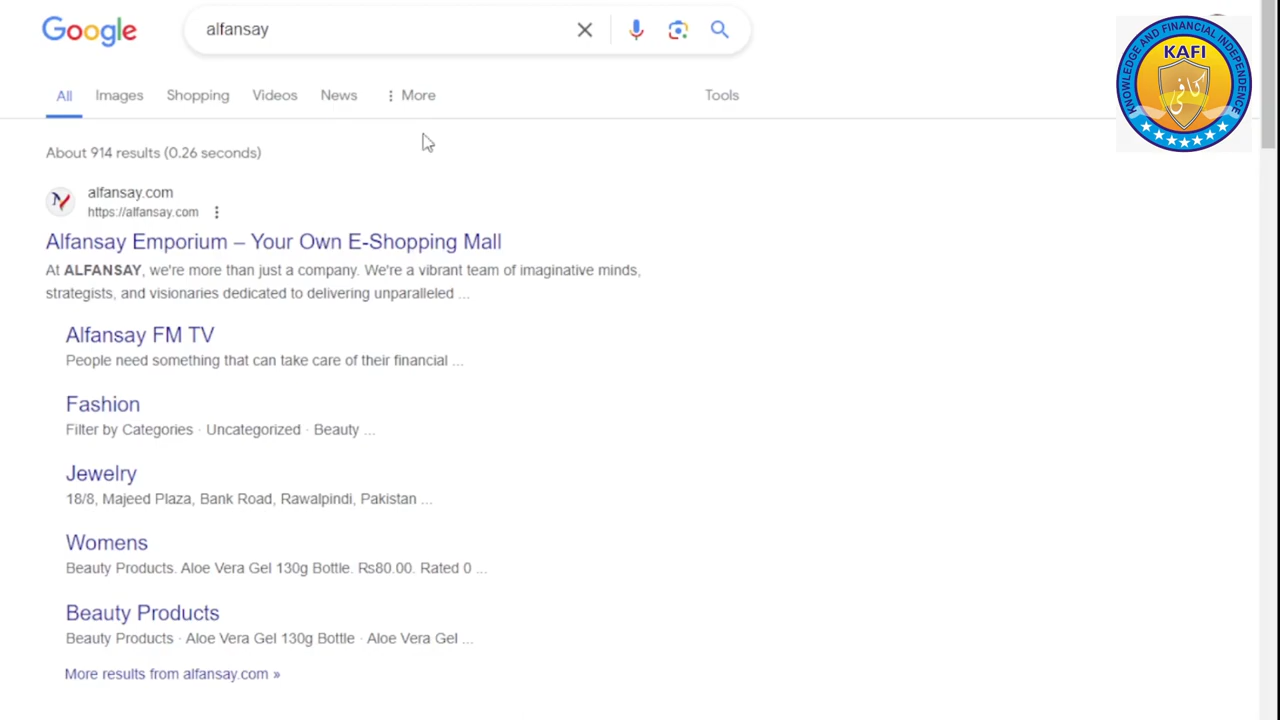 Google
alfansay
All Images Shopping Videos News More Tools
About 914 results (0.26 seconds)
alfansay.com
https://alfansay.com
Alfansay Emporium – Your Own E-Shopping Mall
At ALFANSAY, we're more than just a company. We're a vibrant team of imaginative minds,
strategists, and visionaries dedicated to delivering unparalleled ...
Alfansay FM TV
People need something that can take care of their financial ...
Fashion
Filter by Categories · Uncategorized · Beauty ...
Jewelry
18/8, Majeed Plaza, Bank Road, Rawalpindi, Pakistan ...
Womens
Beauty Products. Aloe Vera Gel 130g Bottle. Rs80.00. Rated 0 ...
Beauty Products
Beauty Products · Aloe Vera Gel 130g Bottle · Aloe Vera Gel ...
More results from alfansay.com »
KNOWLEDGE AND FINANCIAL INDEPENDENCE
KAFI
کافی